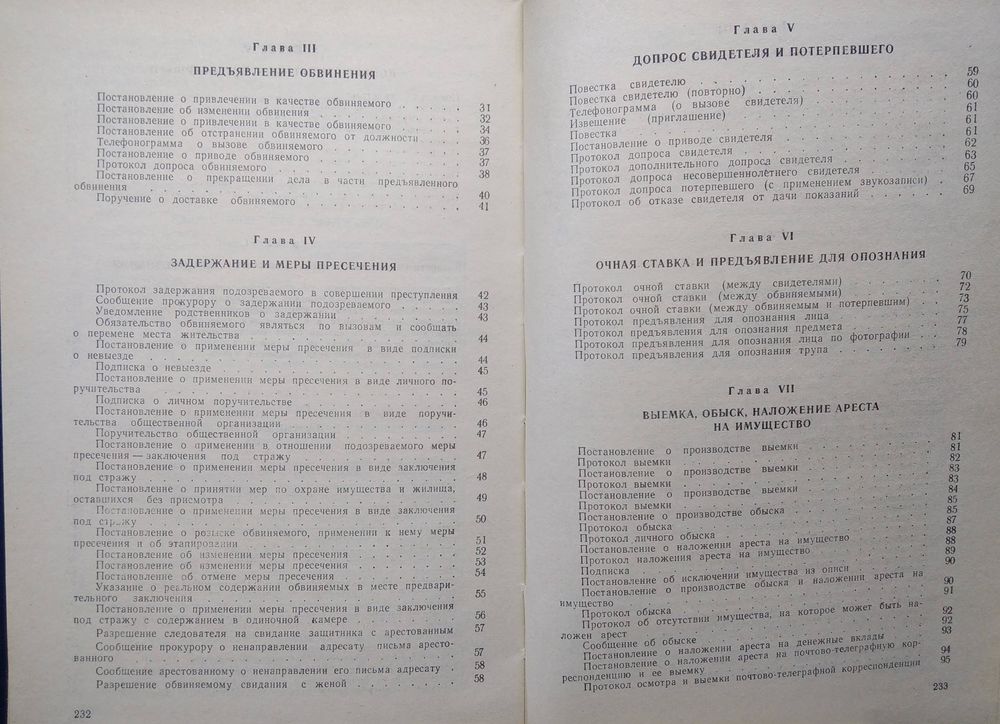 Глава III
ПРЕДЪЯВЛЕНИЕ ОБВИНЕНИЯ
Постановление о привлечении в качестве обвиняемого . . . . . . 31
Постановление об изменении обвинения . . . . . . 32
Постановление о привлечении в качестве обвиняемого . . . . . . 34
Постановление об отстранении обвиняемого от должности . . . . 36
Телефонограмма о вызове обвиняемого . . . . . . 37
Постановление о приводе обвиняемого . . . . . . 37
Протокол допроса обвиняемого . . . . . . 38
Постановление о прекращении дела в части предъявленного
обвинения . . . . . . 40
Поручение о доставке обвиняемого . . . . . . 41
Глава IV
ЗАДЕРЖАНИЕ И МЕРЫ ПРЕСЕЧЕНИЯ
Протокол задержания подозреваемого в совершении преступления 42
Сообщение прокурору о задержании подозреваемого . . . . . . 43
Уведомление родственников о задержании . . . . . . 43
Обязательство обвиняемого являться по вызовам и сообщать
о перемене места жительства . . . . . . 44
Постановление о применении меры пресечения в виде подписки
о невыезде . . . . . . 44
Подписка о невыезде . . . . . . 45
Постановление о применении меры пресечения в виде личного по-
ручительства . . . . . . 45
Подписка о личном поручительстве . . . . . . 46
Постановление о применении меры пресечения в виде поручи-
тельства общественной организации . . . . . . 46
Поручительство общественной организации . . . . . . 47
Постановление о применении в отношении подозреваемого меры
пресечения — заключения под стражу . . . . . . 47
Постановление о применении меры пресечения в виде заключения
под стражу . . . . . . 48
Постановление о принятии мер по охране имущества и жилища,
оставшихся без присмотра . . . . . . 49
Постановление о применении меры пресечения в виде заключения
под стражу . . . . . . 50
Постановление о розыске обвиняемого, применении к нему меры
пресечения и об этапировании . . . . . . 51
Постановление об изменении меры пресечения . . . . . . 52
Постановление об изменении меры пресечения . . . . . . 53
Постановление об отмене меры пресечения . . . . . . 54
Указание о реальном содержании обвиняемых в месте предвари-
тельного заключения . . . . . . 55
Постановление о применении меры пресечения в виде заключения
под стражу с содержанием в одиночной камере . . . . . . 56
Разрешение следователя на свидание защитника с арестованным 57
Сообщение прокурору о ненаправлении адресату письма аресто-
ванного . . . . . . 57
Сообщение арестованному о ненаправлении его письма адресату . 58
Разрешение обвиняемому свидания с женой . . . . . . 58
232
Глава V
ДОПРОС СВИДЕТЕЛЯ И ПОТЕРПЕВШЕГО
Повестка свидетелю . . . . . . 59
Повестка свидетелю (повторно) . . . . . . 60
Телефонограмма (о вызове свидетеля) . . . . . . 60
Извещение (приглашение) . . . . . . 61
Повестка . . . . . . 61
Постановление о приводе свидетеля . . . . . . 61
Протокол допроса свидетеля . . . . . . 62
Протокол дополнительного допроса свидетеля . . . . . . 63
Протокол допроса несовершеннолетнего свидетеля . . . . . . 65
Протокол допроса потерпевшего (с применением звукозаписи) . 67
Протокол об отказе свидетеля от дачи показаний . . . . . . 69
Глава VI
ОЧНАЯ СТАВКА И ПРЕДЪЯВЛЕНИЕ ДЛЯ ОПОЗНАНИЯ
Протокол очной ставки (между свидетелями) . . . . . . 70
Протокол очной ставки (между обвиняемыми) . . . . . . 72
Протокол очной ставки (между обвиняемым и потерпевшим) . . . 73
Протокол предъявления для опознания лица . . . . . . 75
Протокол предъявления для опознания предмета . . . . . . 77
Протокол предъявления для опознания лица по фотографии . . . 78
Протокол предъявления для опознания трупа . . . . . . 79
Глава VII
ВЫЕМКА, ОБЫСК, НАЛОЖЕНИЕ АРЕСТА
НА ИМУЩЕСТВО
Постановление о производстве выемки . . . . . . 81
Протокол выемки . . . . . . 81
Постановление о производстве выемки . . . . . . 82
Протокол выемки . . . . . . 83
Постановление о производстве выемки . . . . . . 83
Протокол выемки . . . . . . 84
Постановление о производстве обыска . . . . . . 85
Протокол обыска . . . . . . 85
Протокол личного обыска . . . . . . 87
Постановление о наложении ареста на имущество . . . . . . 88
Протокол наложения ареста на имущество . . . . . . 88
Подписка . . . . . . 89
Постановление об исключении имущества из описи . . . . . . 90
Постановление о производстве обыска и наложении ареста на
имущество . . . . . . 90
Протокол обыска . . . . . . 91
Протокол об отсутствии имущества, на которое может быть на-
ложен арест . . . . . . 92
Сообщение об обыске . . . . . . 92
Постановление о наложении ареста на денежные вклады . . . . 93
Постановление о наложении ареста на почтово-телеграфную кор-
респонденцию и ее выемку . . . . . . 94
Протокол осмотра и выемки почтово-телеграфной корреспонденции 95
233